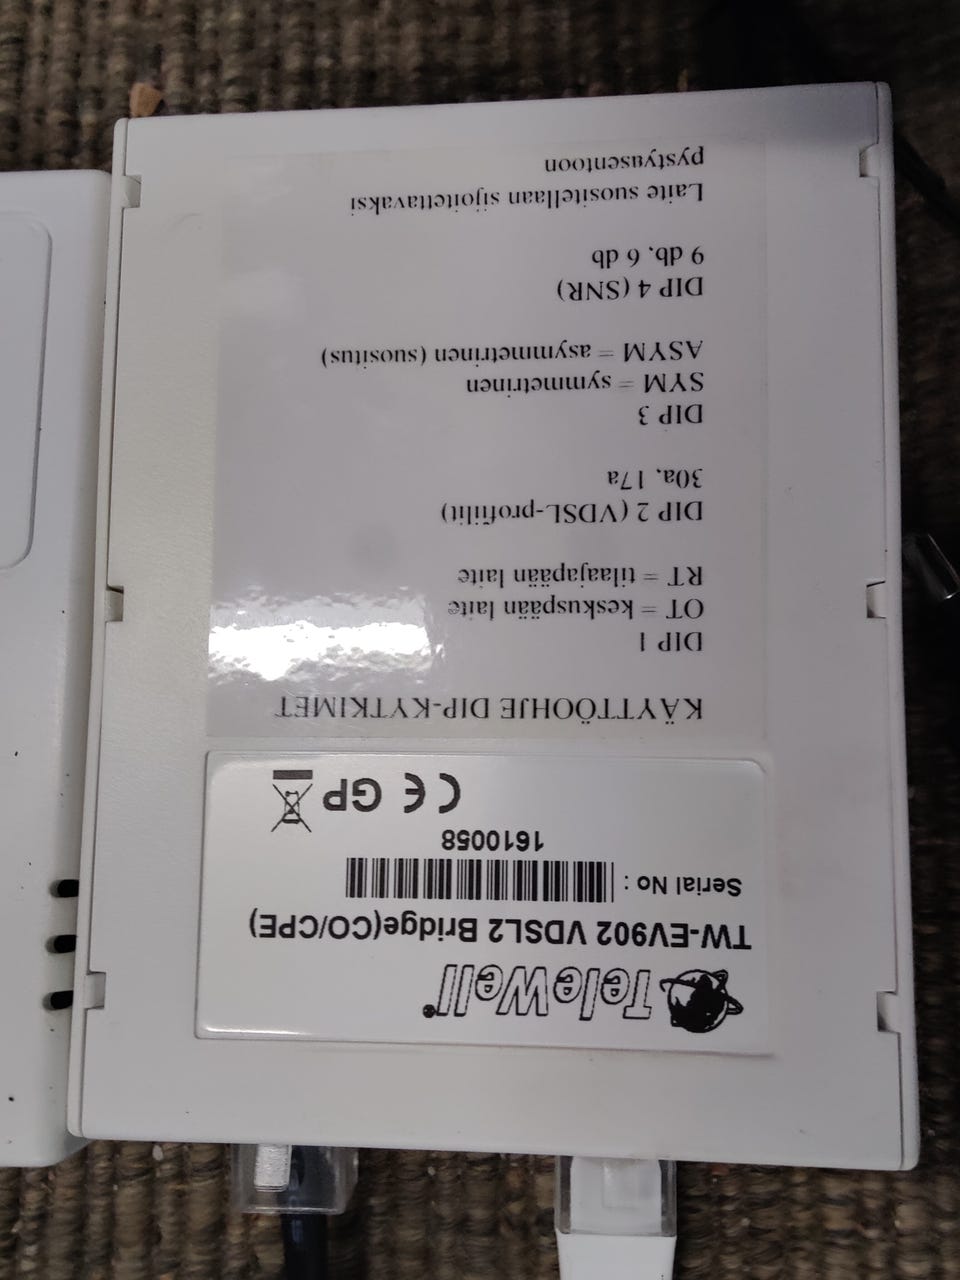 TeleWell®
TW-EV902 VDSL2 Bridge(CO/CPE)
Serial No :
1610058
CE GP
KÄYTTÖOHJE DIP-KYTKIMET
DIP 1
OT = keskuspään laite
RT = tilaajapään laite
DIP 2 (VDSL-profiilit)
30a, 17a
DIP 3
SYM = symmetrinen
ASYM = asymmetrinen (suositus)
DIP 4 (SNR)
9 db, 6 db
Laite suositellaan sijoitettavaksi
pystyasentoon